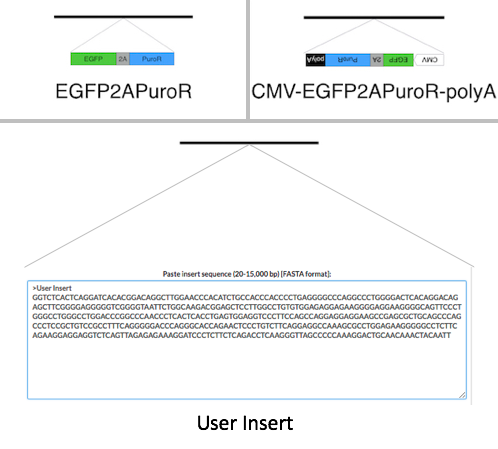 EGFP 2A PuroR
EGFP2APuroR
polyA PuroR 2A EGFP CMV
CMV-EGFP2APuroR-polyA
Paste insert sequence (20-15,000 bp) [FASTA format]:
>User Insert
GGTCTCACTCAGGATCACACGGACAGGCTTGGAACCCACATCTGCCACCCACCCCTGAGGGGCCCAGGCCCTGGGGACTCACAGGACAG
AGCTTCGGGGAGGGGGTCGGGGTAATTCTGGCAAGACGGAGCTCCTTGGCCTGTGTGGAGAGGAGAAGGGGAGGAAGGGGCAGTTCCCT
GGGCCTGGGCCTGGACCCGGCCCAACCCTCACTCACCTGAGTGGAGGTCCCTTCCAGCCAGGAGGAGGAAGCCGAGCGCTGCAGCCCAG
CCCTCCGCTGTCCGCCTTTCAGGGGGACCCAGGGCACCAGAACTCCCTGTCTTCAGGAGGCCAAAGCGCCTGGAGAAGGGGGCCTCTTC
AGAAGGAGGAGGTCTCAGTTAGAGAGAAAGGATCCCTCTTCTCAGACCTCAAGGGTTAGCCCCCAAAGGACTGCAACAAACTACAATT
User Insert